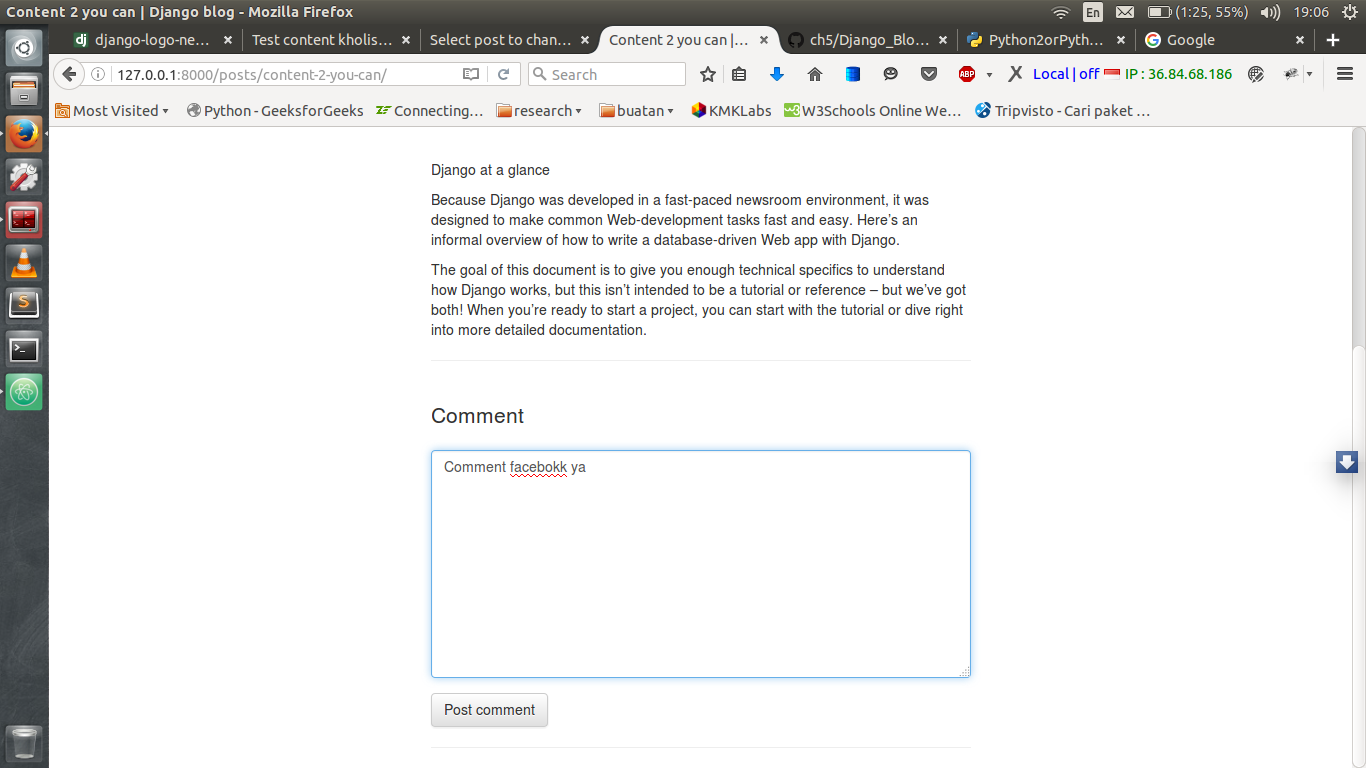 Content 2 you can | Django blog - Mozilla Firefox
En
(1:25, 55%)
19:06
dj
django-logo-ne...
Test content kholis...
Select post to chan...
Content 2 you can |...
ch5/Django_Blo...
Python2orPyth...
Google
127.0.0.1:8000/posts/content-2-you-can/
Search
ABP
X
Local | off
IP : 36.84.68.186
Most Visited
Python - GeeksforGeeks
Connecting...
research
buatan
KMKLabs
W3Schools Online We...
Tripvisto - Cari paket ...
Django at a glance
Because Django was developed in a fast-paced newsroom environment, it was
designed to make common Web-development tasks fast and easy. Here’s an
informal overview of how to write a database-driven Web app with Django.
The goal of this document is to give you enough technical specifics to understand
how Django works, but this isn’t intended to be a tutorial or reference – but we’ve got
both! When you’re ready to start a project, you can start with the tutorial or dive right
into more detailed documentation.
Comment
Comment facebokk ya
Post comment